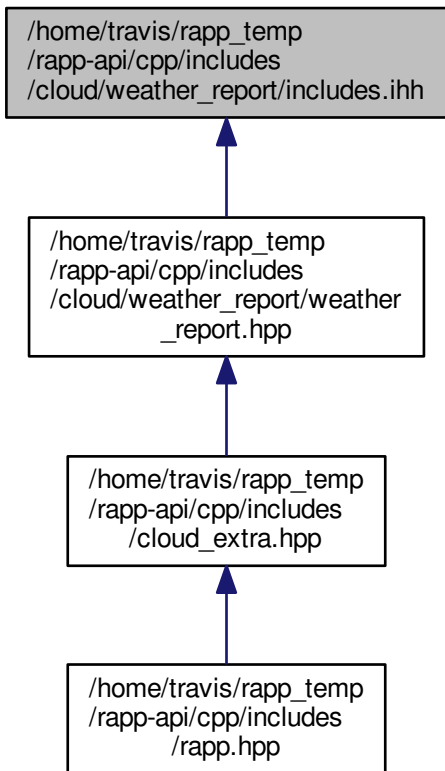 /home/travis/rapp_temp
/rapp-api/cpp/includes
/cloud/weather_report/includes.ihh
/home/travis/rapp_temp
/rapp-api/cpp/includes
/cloud/weather_report/weather
_report.hpp
/home/travis/rapp_temp
/rapp-api/cpp/includes
/cloud_extra.hpp
/home/travis/rapp_temp
/rapp-api/cpp/includes
/rapp.hpp